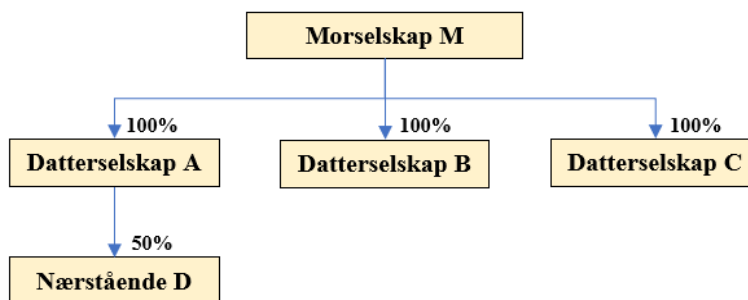 Morselskap M
100%
100%
100%
Datterselskap A
Datterselskap B
Datterselskap C
50%
Nærstående D